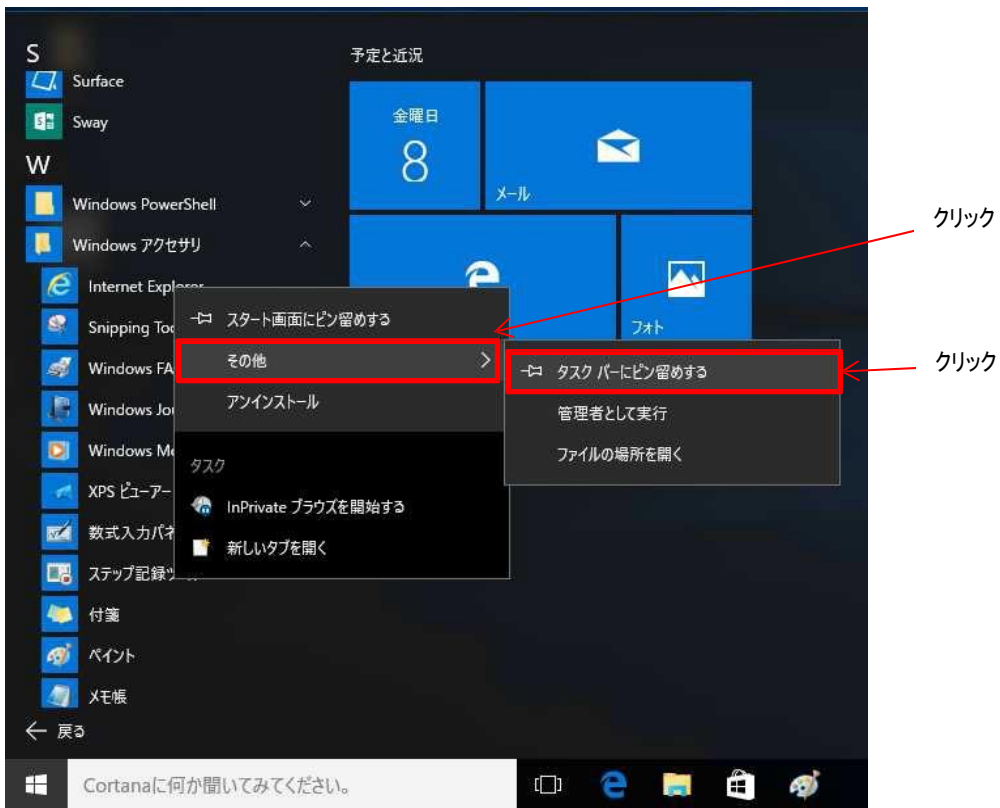 S
Surface
Sway
W
Windows PowerShell
Windows アクセサリ
Internet Explorer
Snipping Too
Windows FA
Windows Jou
Windows Me
XPS ビューアー
数式入力パネ
ステップ記録ツ
付箋
ペイント
メモ帳
戻る
予定と近況
金曜日
8
メール
フォト
スタート画面にピン留めする
その他
アンインストール
タスク
InPrivate ブラウズを開始する
新しいタブを開く
タスク バーにピン留めする
管理者として実行
ファイルの場所を開く
クリック
クリック
Cortanaに何か聞いてみてください。